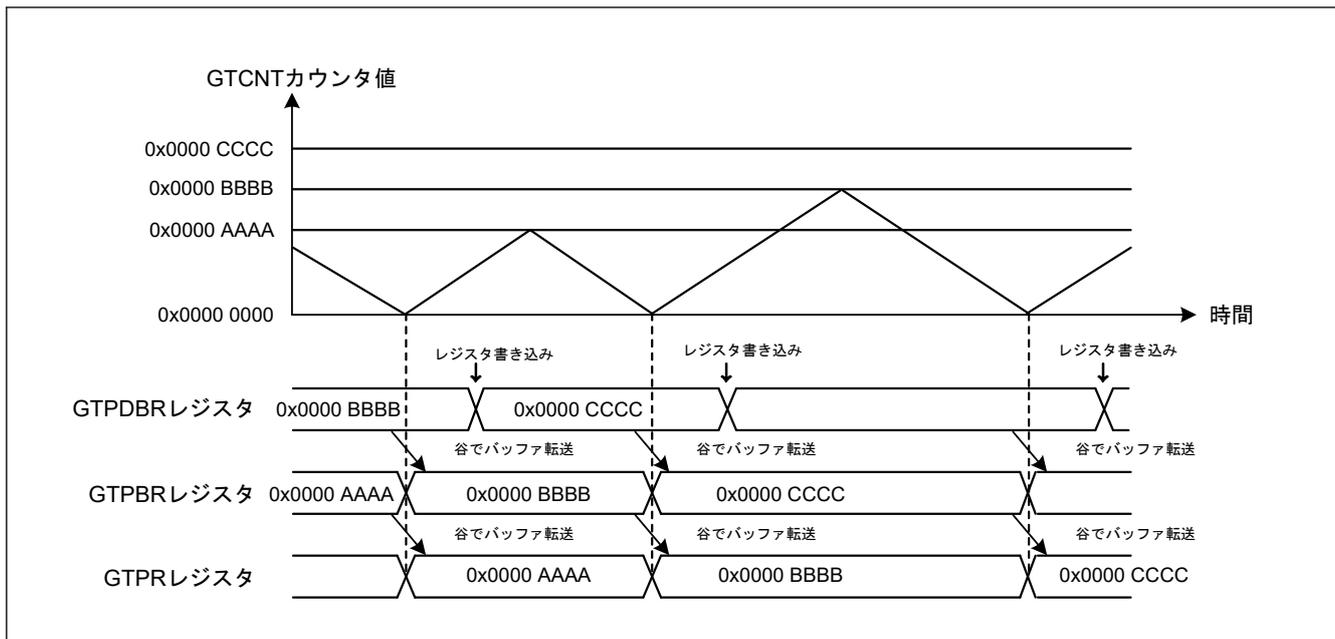 GTCNTカウンタ値
0x0000 CCCC
0x0000 BBBB
0x0000 AAAA
0x0000 0000
時間
レジスタ書き込み レジスタ書き込み レジスタ書き込み
GTPDBRレジスタ 0x0000 BBBB 0x0000 CCCC
谷でバッファ転送 谷でバッファ転送 谷でバッファ転送
GTPBRレジスタ 0x0000 AAAA 0x0000 BBBB 0x0000 CCCC
谷でバッファ転送 谷でバッファ転送 谷でバッファ転送
GTPRレジスタ 0x0000 AAAA 0x0000 BBBB 0x0000 CCCC